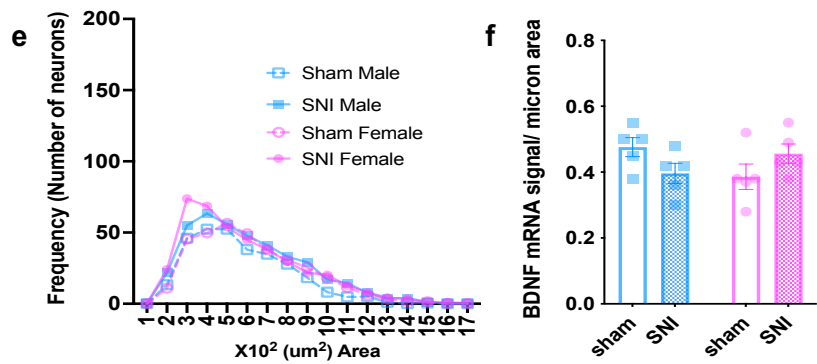 e
Frequency (Number of neurons)
200
150
100
50
0
Sham Male
SNI Male
Sham Female
SNI Female
1 2 3 4 5 6 7 8 9 10 11 12 13 14 15 16 17
X10² (um²) Area
f
BDNF mRNA signal/ micron area
0.8
0.6
0.4
0.2
0.0
sham SNI sham SNI